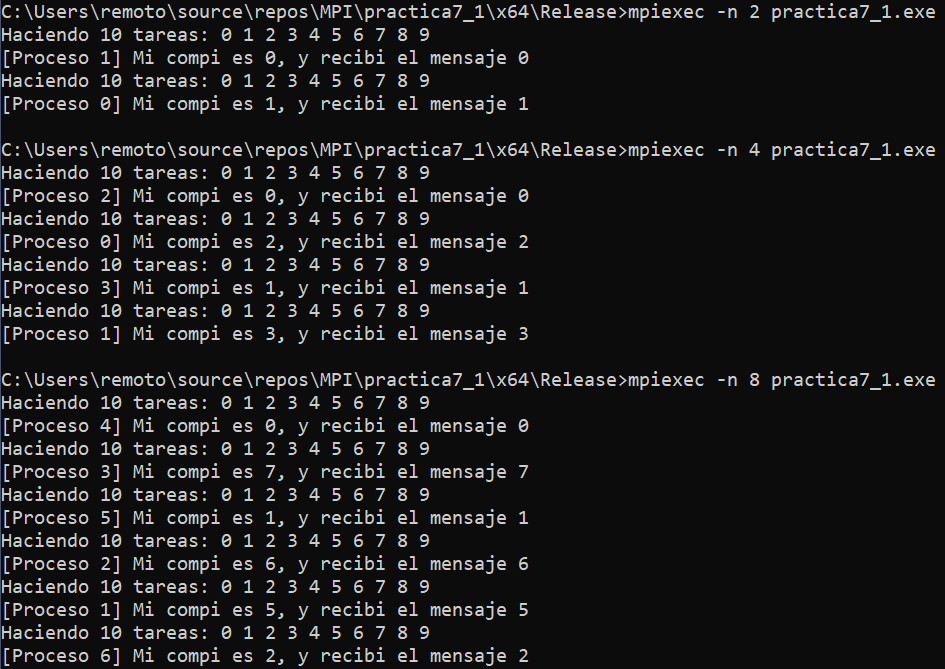 C:\Users\remoto\source\repos\MPI\practica7_1\x64\Release>mpiexec -n 2 practica7_1.exe
Haciendo 10 tareas: 0 1 2 3 4 5 6 7 8 9
[Proceso 1] Mi compi es 0, y recibi el mensaje 0
Haciendo 10 tareas: 0 1 2 3 4 5 6 7 8 9
[Proceso 0] Mi compi es 1, y recibi el mensaje 1
C:\Users\remoto\source\repos\MPI\practica7_1\x64\Release>mpiexec -n 4 practica7_1.exe
Haciendo 10 tareas: 0 1 2 3 4 5 6 7 8 9
[Proceso 2] Mi compi es 0, y recibi el mensaje 0
Haciendo 10 tareas: 0 1 2 3 4 5 6 7 8 9
[Proceso 0] Mi compi es 2, y recibi el mensaje 2
Haciendo 10 tareas: 0 1 2 3 4 5 6 7 8 9
[Proceso 3] Mi compi es 1, y recibi el mensaje 1
Haciendo 10 tareas: 0 1 2 3 4 5 6 7 8 9
[Proceso 1] Mi compi es 3, y recibi el mensaje 3
C:\Users\remoto\source\repos\MPI\practica7_1\x64\Release>mpiexec -n 8 practica7_1.exe
Haciendo 10 tareas: 0 1 2 3 4 5 6 7 8 9
[Proceso 4] Mi compi es 0, y recibi el mensaje 0
Haciendo 10 tareas: 0 1 2 3 4 5 6 7 8 9
[Proceso 3] Mi compi es 7, y recibi el mensaje 7
Haciendo 10 tareas: 0 1 2 3 4 5 6 7 8 9
[Proceso 5] Mi compi es 1, y recibi el mensaje 1
Haciendo 10 tareas: 0 1 2 3 4 5 6 7 8 9
[Proceso 2] Mi compi es 6, y recibi el mensaje 6
Haciendo 10 tareas: 0 1 2 3 4 5 6 7 8 9
[Proceso 1] Mi compi es 5, y recibi el mensaje 5
Haciendo 10 tareas: 0 1 2 3 4 5 6 7 8 9
[Proceso 6] Mi compi es 2, y recibi el mensaje 2